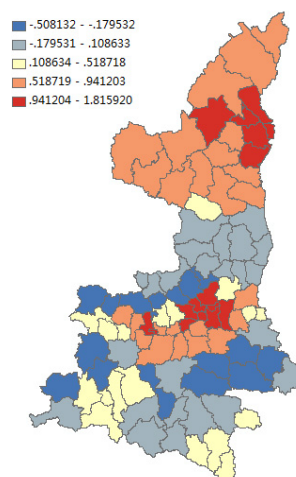 -.508132 - -.179532
-.179531 - .108633
.108634 - .518718
.518719 - .941203
.941204 - 1.815920